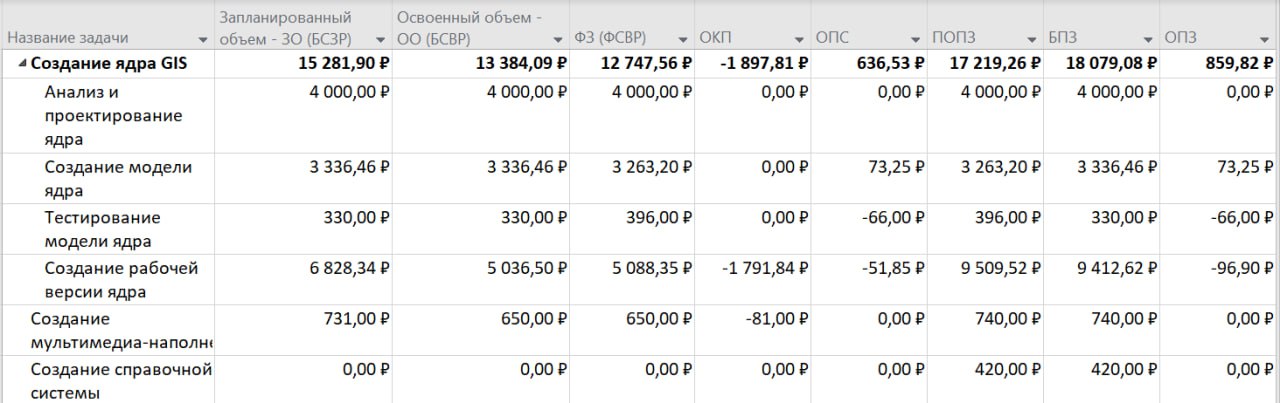 Название задачи Запланированный объем - ЗО (БСЗР) Освоенный объем - ОО (БСВР) ФЗ (ФСВР) ОКП ОПС ПОПЗ БПЗ ОПЗ
Создание ядра GIS 15 281,90 ₽ 13 384,09 ₽ 12 747,56 ₽ -1 897,81 ₽ 636,53 ₽ 17 219,26 ₽ 18 079,08 ₽ 859,82 ₽
Анализ и 4 000,00 ₽ 4 000,00 ₽ 4 000,00 ₽ 0,00 ₽ 0,00 ₽ 4 000,00 ₽ 4 000,00 ₽ 0,00 ₽
проектирование
ядра
Создание модели 3 336,46 ₽ 3 336,46 ₽ 3 263,20 ₽ 0,00 ₽ 73,25 ₽ 3 263,20 ₽ 3 336,46 ₽ 73,25 ₽
ядра
Тестирование 330,00 ₽ 330,00 ₽ 396,00 ₽ 0,00 ₽ -66,00 ₽ 396,00 ₽ 330,00 ₽ -66,00 ₽
модели ядра
Создание рабочей 6 828,34 ₽ 5 036,50 ₽ 5 088,35 ₽ -1 791,84 ₽ -51,85 ₽ 9 509,52 ₽ 9 412,62 ₽ -96,90 ₽
версии ядра
Создание 731,00 ₽ 650,00 ₽ 650,00 ₽ -81,00 ₽ 0,00 ₽ 740,00 ₽ 740,00 ₽ 0,00 ₽
мультимедиа-наполне
Создание справочной 0,00 ₽ 0,00 ₽ 0,00 ₽ 0,00 ₽ 0,00 ₽ 420,00 ₽ 420,00 ₽ 0,00 ₽
системы